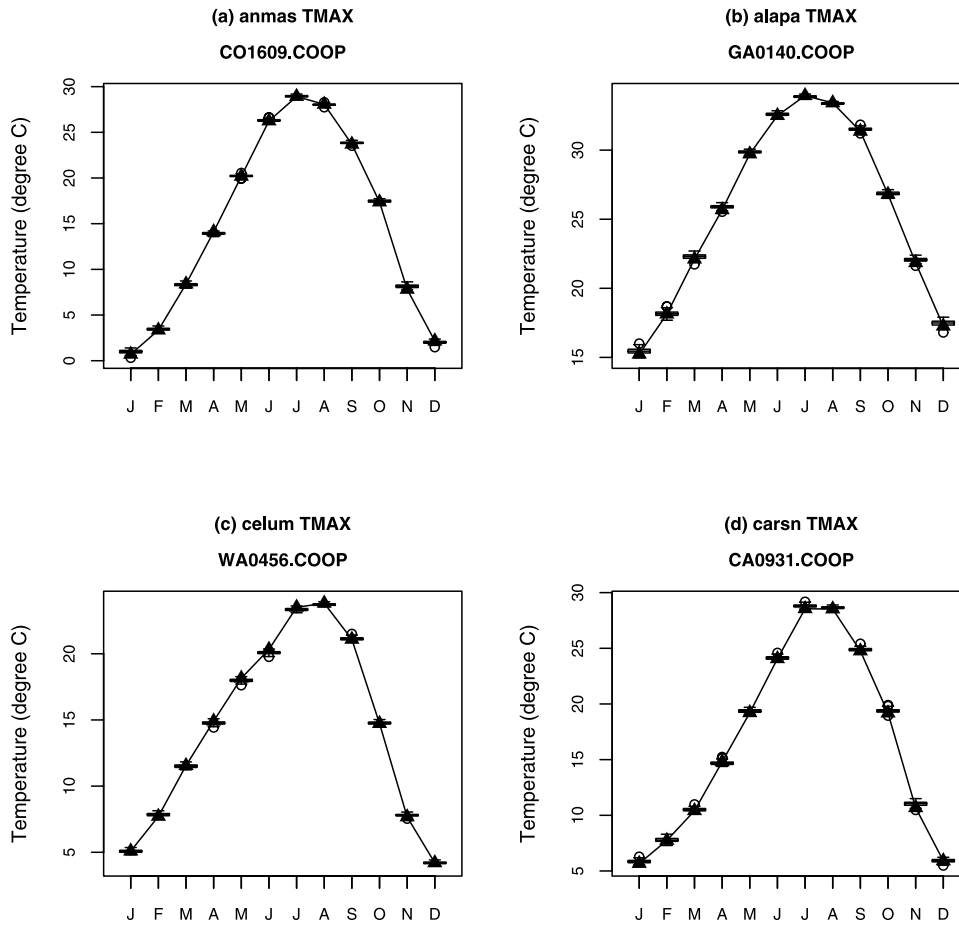 (a) anmas TMAX
CO1609.COOP
Temperature (degree C)
30
25
20
15
10
5
0
J F M A M J J A S O N D
(b) alapa TMAX
GA0140.COOP
Temperature (degree C)
30
25
20
15
J F M A M J J A S O N D
(c) celum TMAX
WA0456.COOP
Temperature (degree C)
20
15
10
5
J F M A M J J A S O N D
(d) carsn TMAX
CA0931.COOP
Temperature (degree C)
30
25
20
15
10
5
J F M A M J J A S O N D